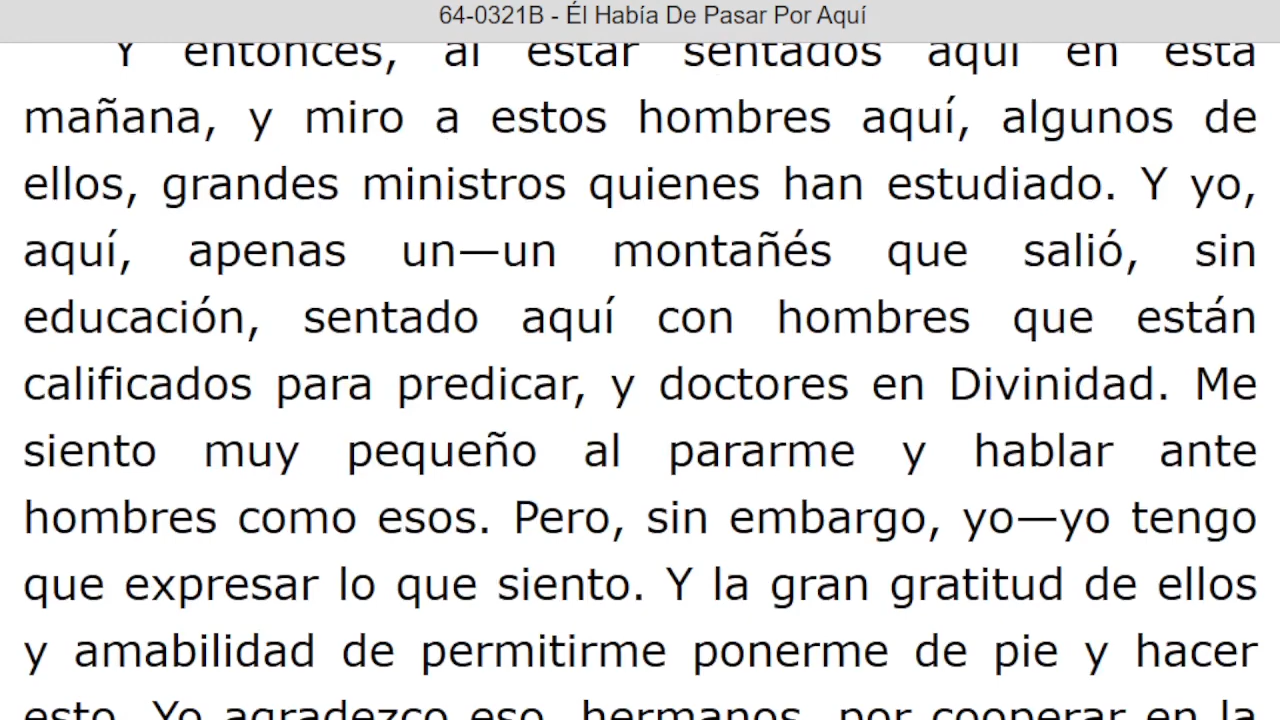 64-0321B - Él Había De Pasar Por Aquí
Y entonces, al estar sentados aquí en esta
mañana, y miro a estos hombres aquí, algunos de
ellos, grandes ministros quienes han estudiado. Y yo,
aquí, apenas un—un montañés que salió, sin
educación, sentado aquí con hombres que están
calificados para predicar, y doctores en Divinidad. Me
siento muy pequeño al pararme y hablar ante
hombres como esos. Pero, sin embargo, yo—yo tengo
que expresar lo que siento. Y la gran gratitud de ellos
y amabilidad de permitirme ponerme de pie y hacer
esto. Yo agradezco eso, hermanos, por cooperar en la